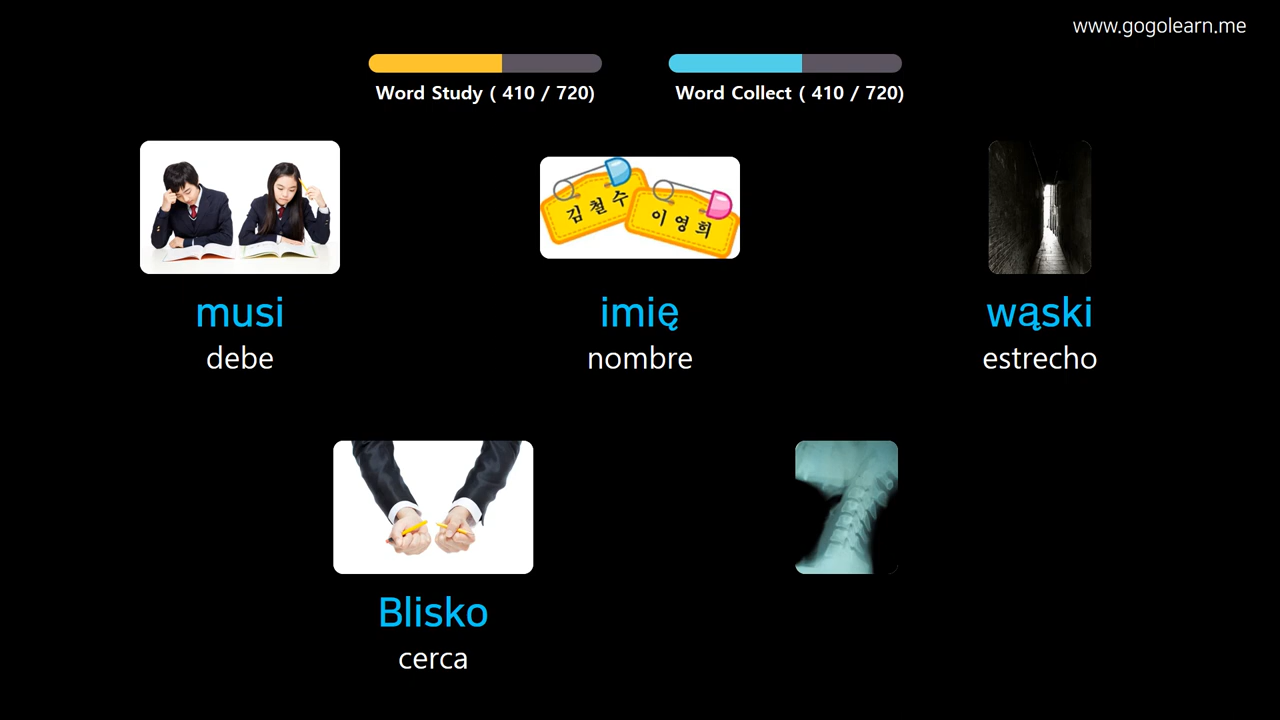 www.gogolearn.me
Word Study ( 410 / 720)
Word Collect ( 410 / 720)
김철수
이영희
musi
imię
wąski
debe
nombre
estrecho
Blisko
cerca